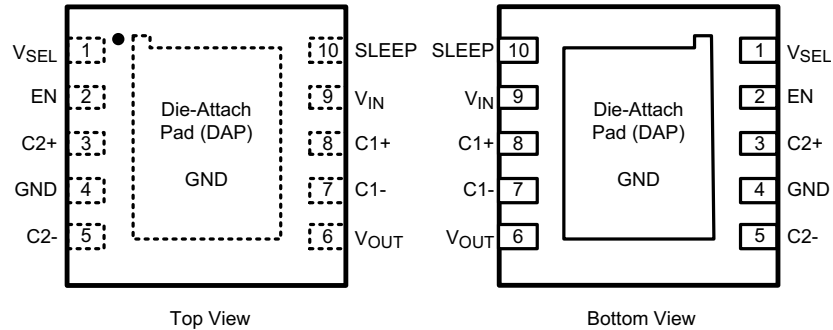 VSEL 1 10 SLEEP
EN 2 9 VIN
C2+ 3 8 C1+
GND 4 7 C1-
C2- 5 6 VOUT
Die-Attach
Pad (DAP)
GND
Top View
SLEEP 10 1 VSEL
VIN 9 2 EN
C1+ 8 3 C2+
C1- 7 4 GND
VOUT 6 5 C2-
Die-Attach
Pad (DAP)
GND
Bottom View